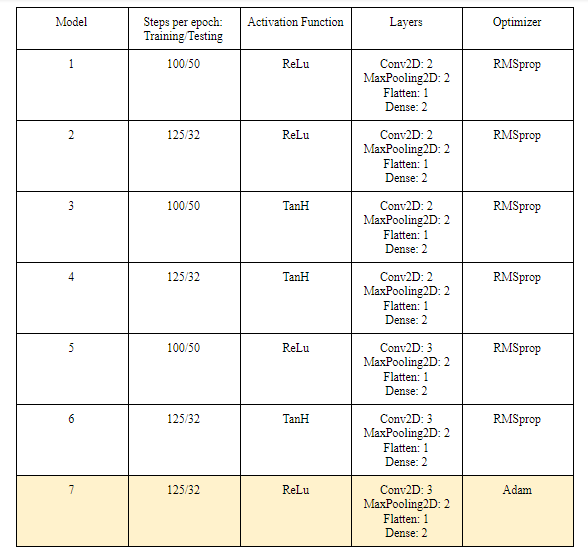 Model
Steps per epoch:
Training/Testing
Activation Function
Layers
Optimizer
1
100/50
ReLu
Conv2D: 2
MaxPooling2D: 2
Flatten: 1
Dense: 2
RMSprop
2
125/32
ReLu
Conv2D: 2
MaxPooling2D: 2
Flatten: 1
Dense: 2
RMSprop
3
100/50
TanH
Conv2D: 2
MaxPooling2D: 2
Flatten: 1
Dense: 2
RMSprop
4
125/32
TanH
Conv2D: 2
MaxPooling2D: 2
Flatten: 1
Dense: 2
RMSprop
5
100/50
ReLu
Conv2D: 3
MaxPooling2D: 2
Flatten: 1
Dense: 2
RMSprop
6
125/32
TanH
Conv2D: 3
MaxPooling2D: 2
Flatten: 1
Dense: 2
RMSprop
7
125/32
ReLu
Conv2D: 3
MaxPooling2D: 2
Flatten: 1
Dense: 2
Adam